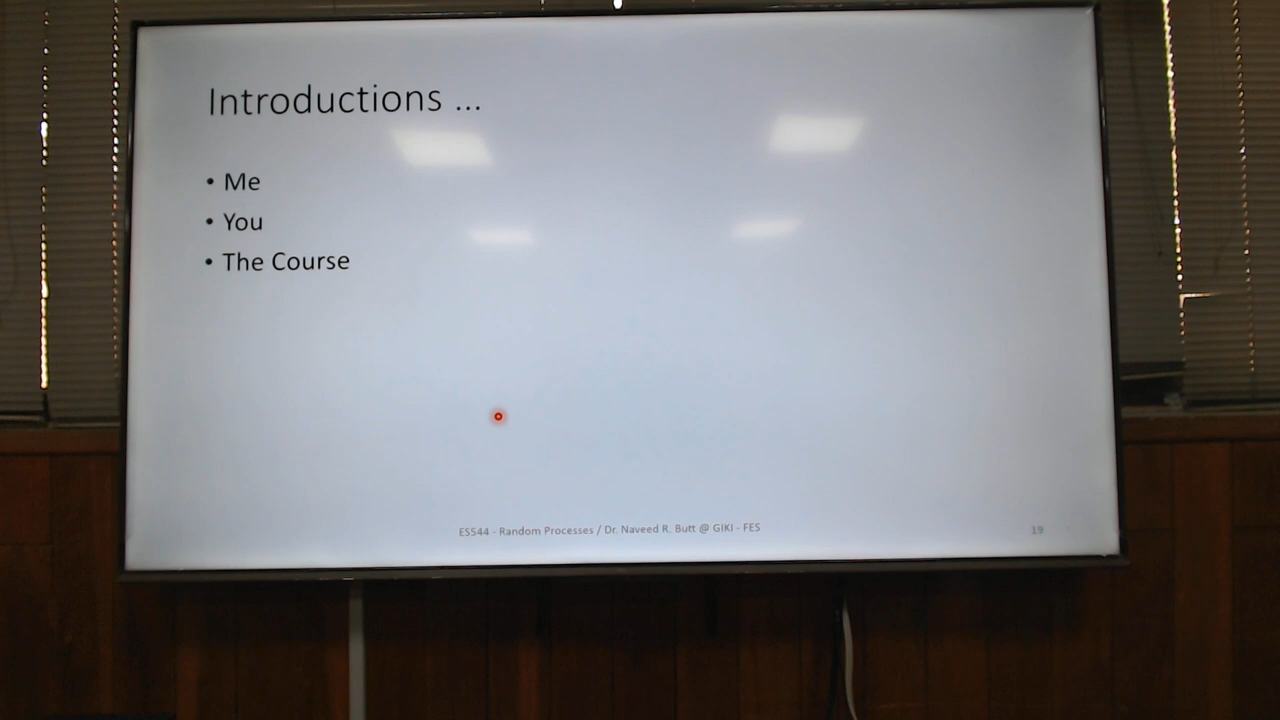 Introductions ...
• Me
• You
• The Course
ES544 - Random Processes / Dr. Naveed R. Butt @ GIKI - FES
19